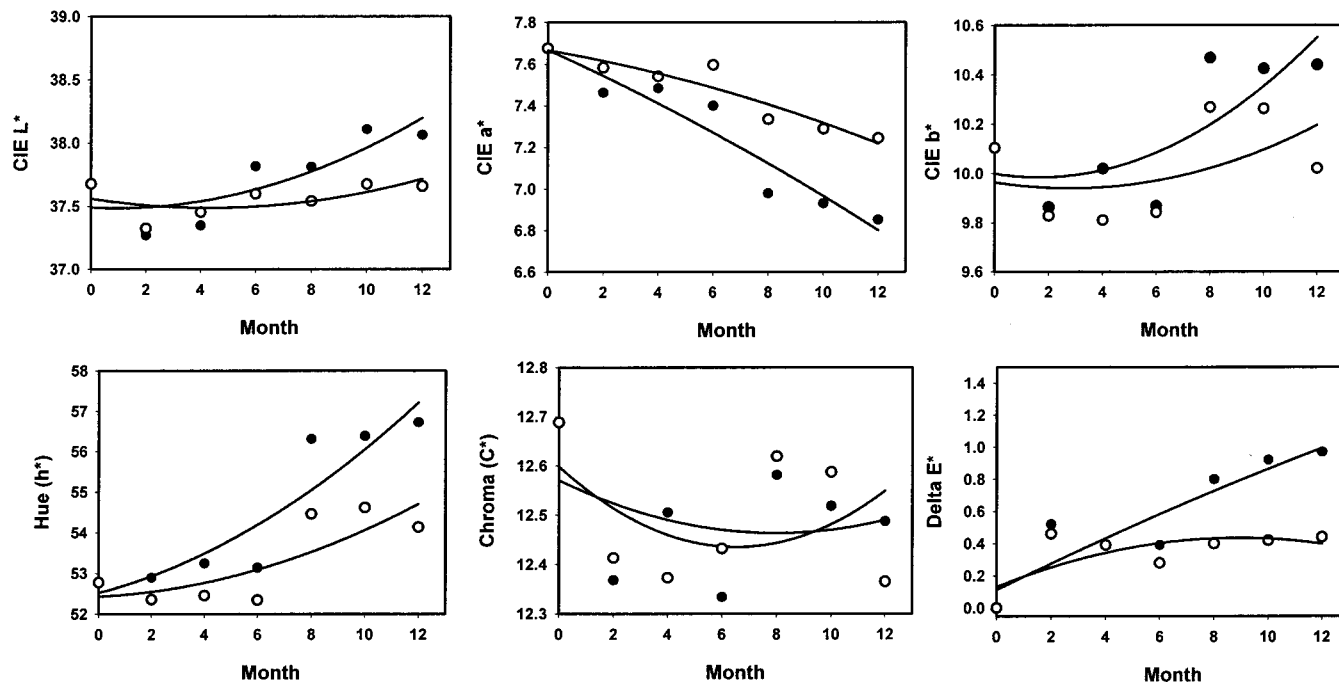 39.0
38.5
38.0
37.5
37.0
CIE L*
0 2 4 6 8 10 12
Month
7.8
7.6
7.4
7.2
7.0
6.8
6.6
CIE a*
0 2 4 6 8 10 12
Month
10.6
10.4
10.2
10.0
9.8
9.6
CIE b*
0 2 4 6 8 10 12
Month
58
57
56
55
54
53
52
Hue (h*)
0 2 4 6 8 10 12
Month
12.8
12.7
12.6
12.5
12.4
12.3
Chroma (C*)
0 2 4 6 8 10 12
Month
1.4
1.2
1.0
0.8
0.6
0.4
0.2
0.0
Delta E*
0 2 4 6 8 10 12
Month